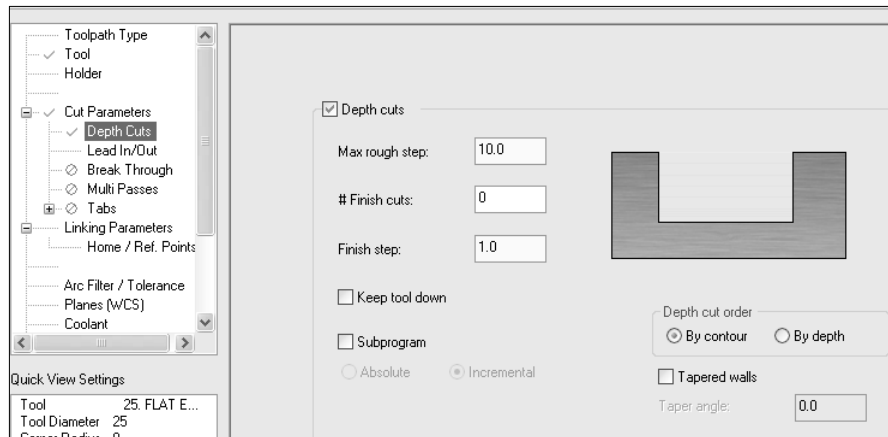 Toolpath Type
Tool
Holder
Cut Parameters
Depth Cuts
Lead In/Out
Break Through
Multi Passes
Tabs
Linking Parameters
Home / Ref. Points
Arc Filter / Tolerance
Planes (WCS)
Coolant
Quick View Settings
Tool 25. FLAT E...
Tool Diameter 25
Corner Radius 0
Depth cuts
Max rough step: 10.0
# Finish cuts: 0
Finish step: 1.0
Keep tool down
Subprogram
Absolute Incremental
Depth cut order
By contour By depth
Tapered walls
Taper angle: 0.0